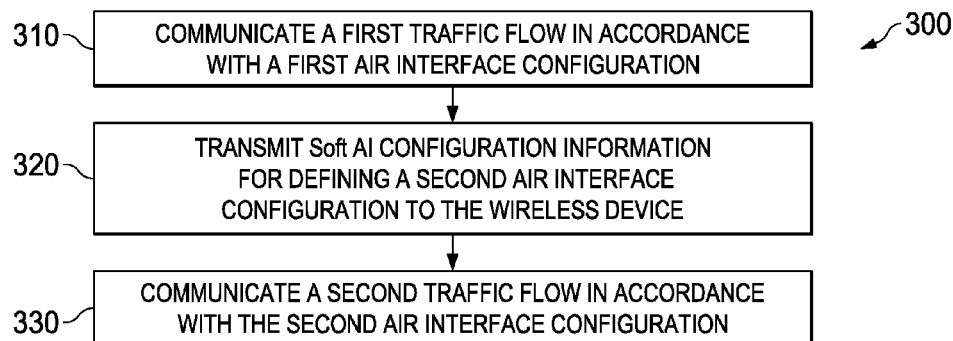 310
COMMUNICATE A FIRST TRAFFIC FLOW IN ACCORDANCE
WITH A FIRST AIR INTERFACE CONFIGURATION
300
320
TRANSMIT Soft AI CONFIGURATION INFORMATION
FOR DEFINING A SECOND AIR INTERFACE
CONFIGURATION TO THE WIRELESS DEVICE
330
COMMUNICATE A SECOND TRAFFIC FLOW IN ACCORDANCE
WITH THE SECOND AIR INTERFACE CONFIGURATION